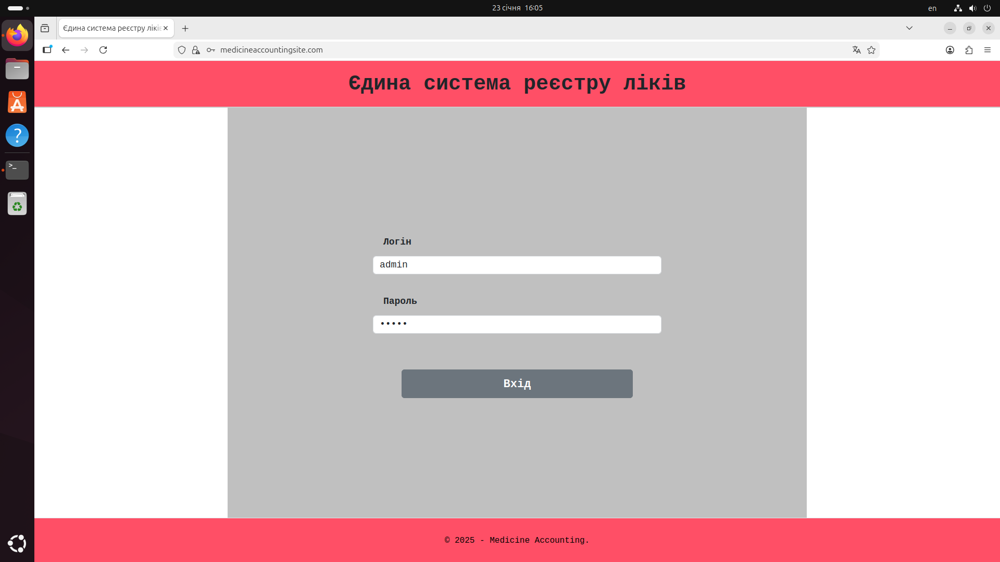 23 січня 16:05
en
Єдина система реєстру ліків
medicineaccountingsite.com
Єдина система реєстру ліків
Логін
admin
Пароль
•••••
Вхід
© 2025 - Medicine Accounting.